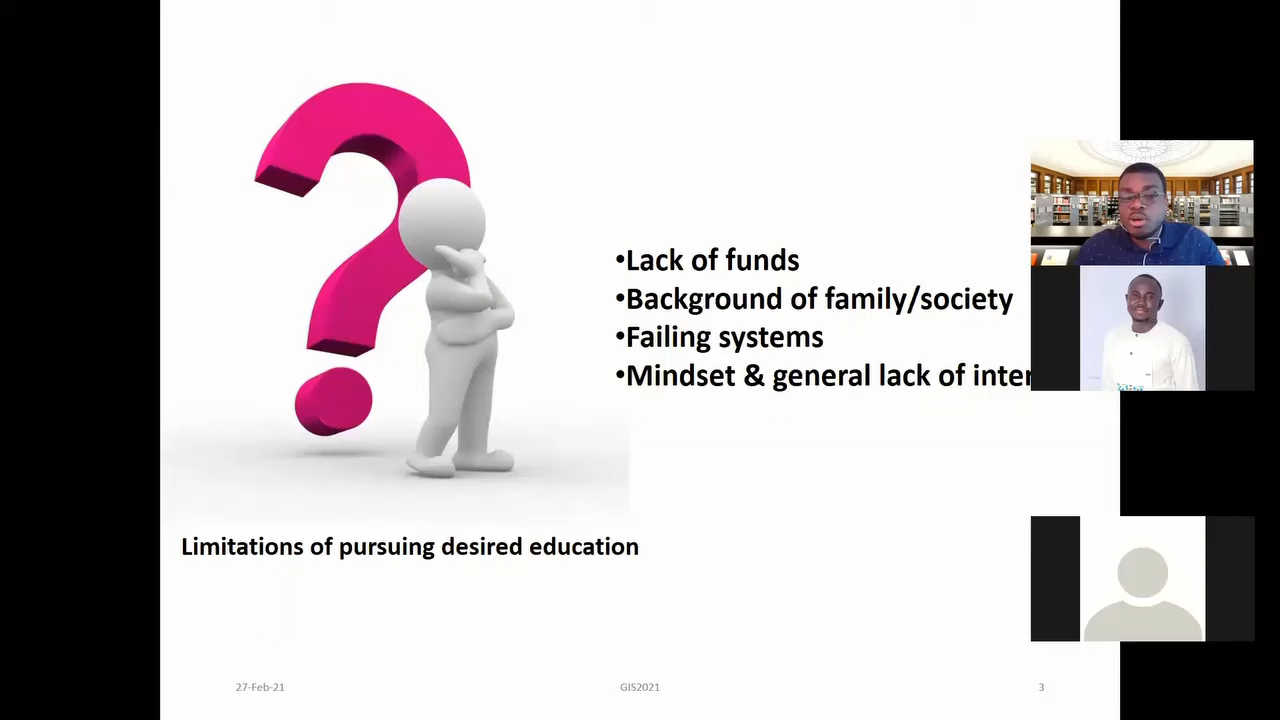 •Lack of funds
•Background of family/society
•Failing systems
•Mindset & general lack of inter
Limitations of pursuing desired education
27-Feb-21
GIS2021
3